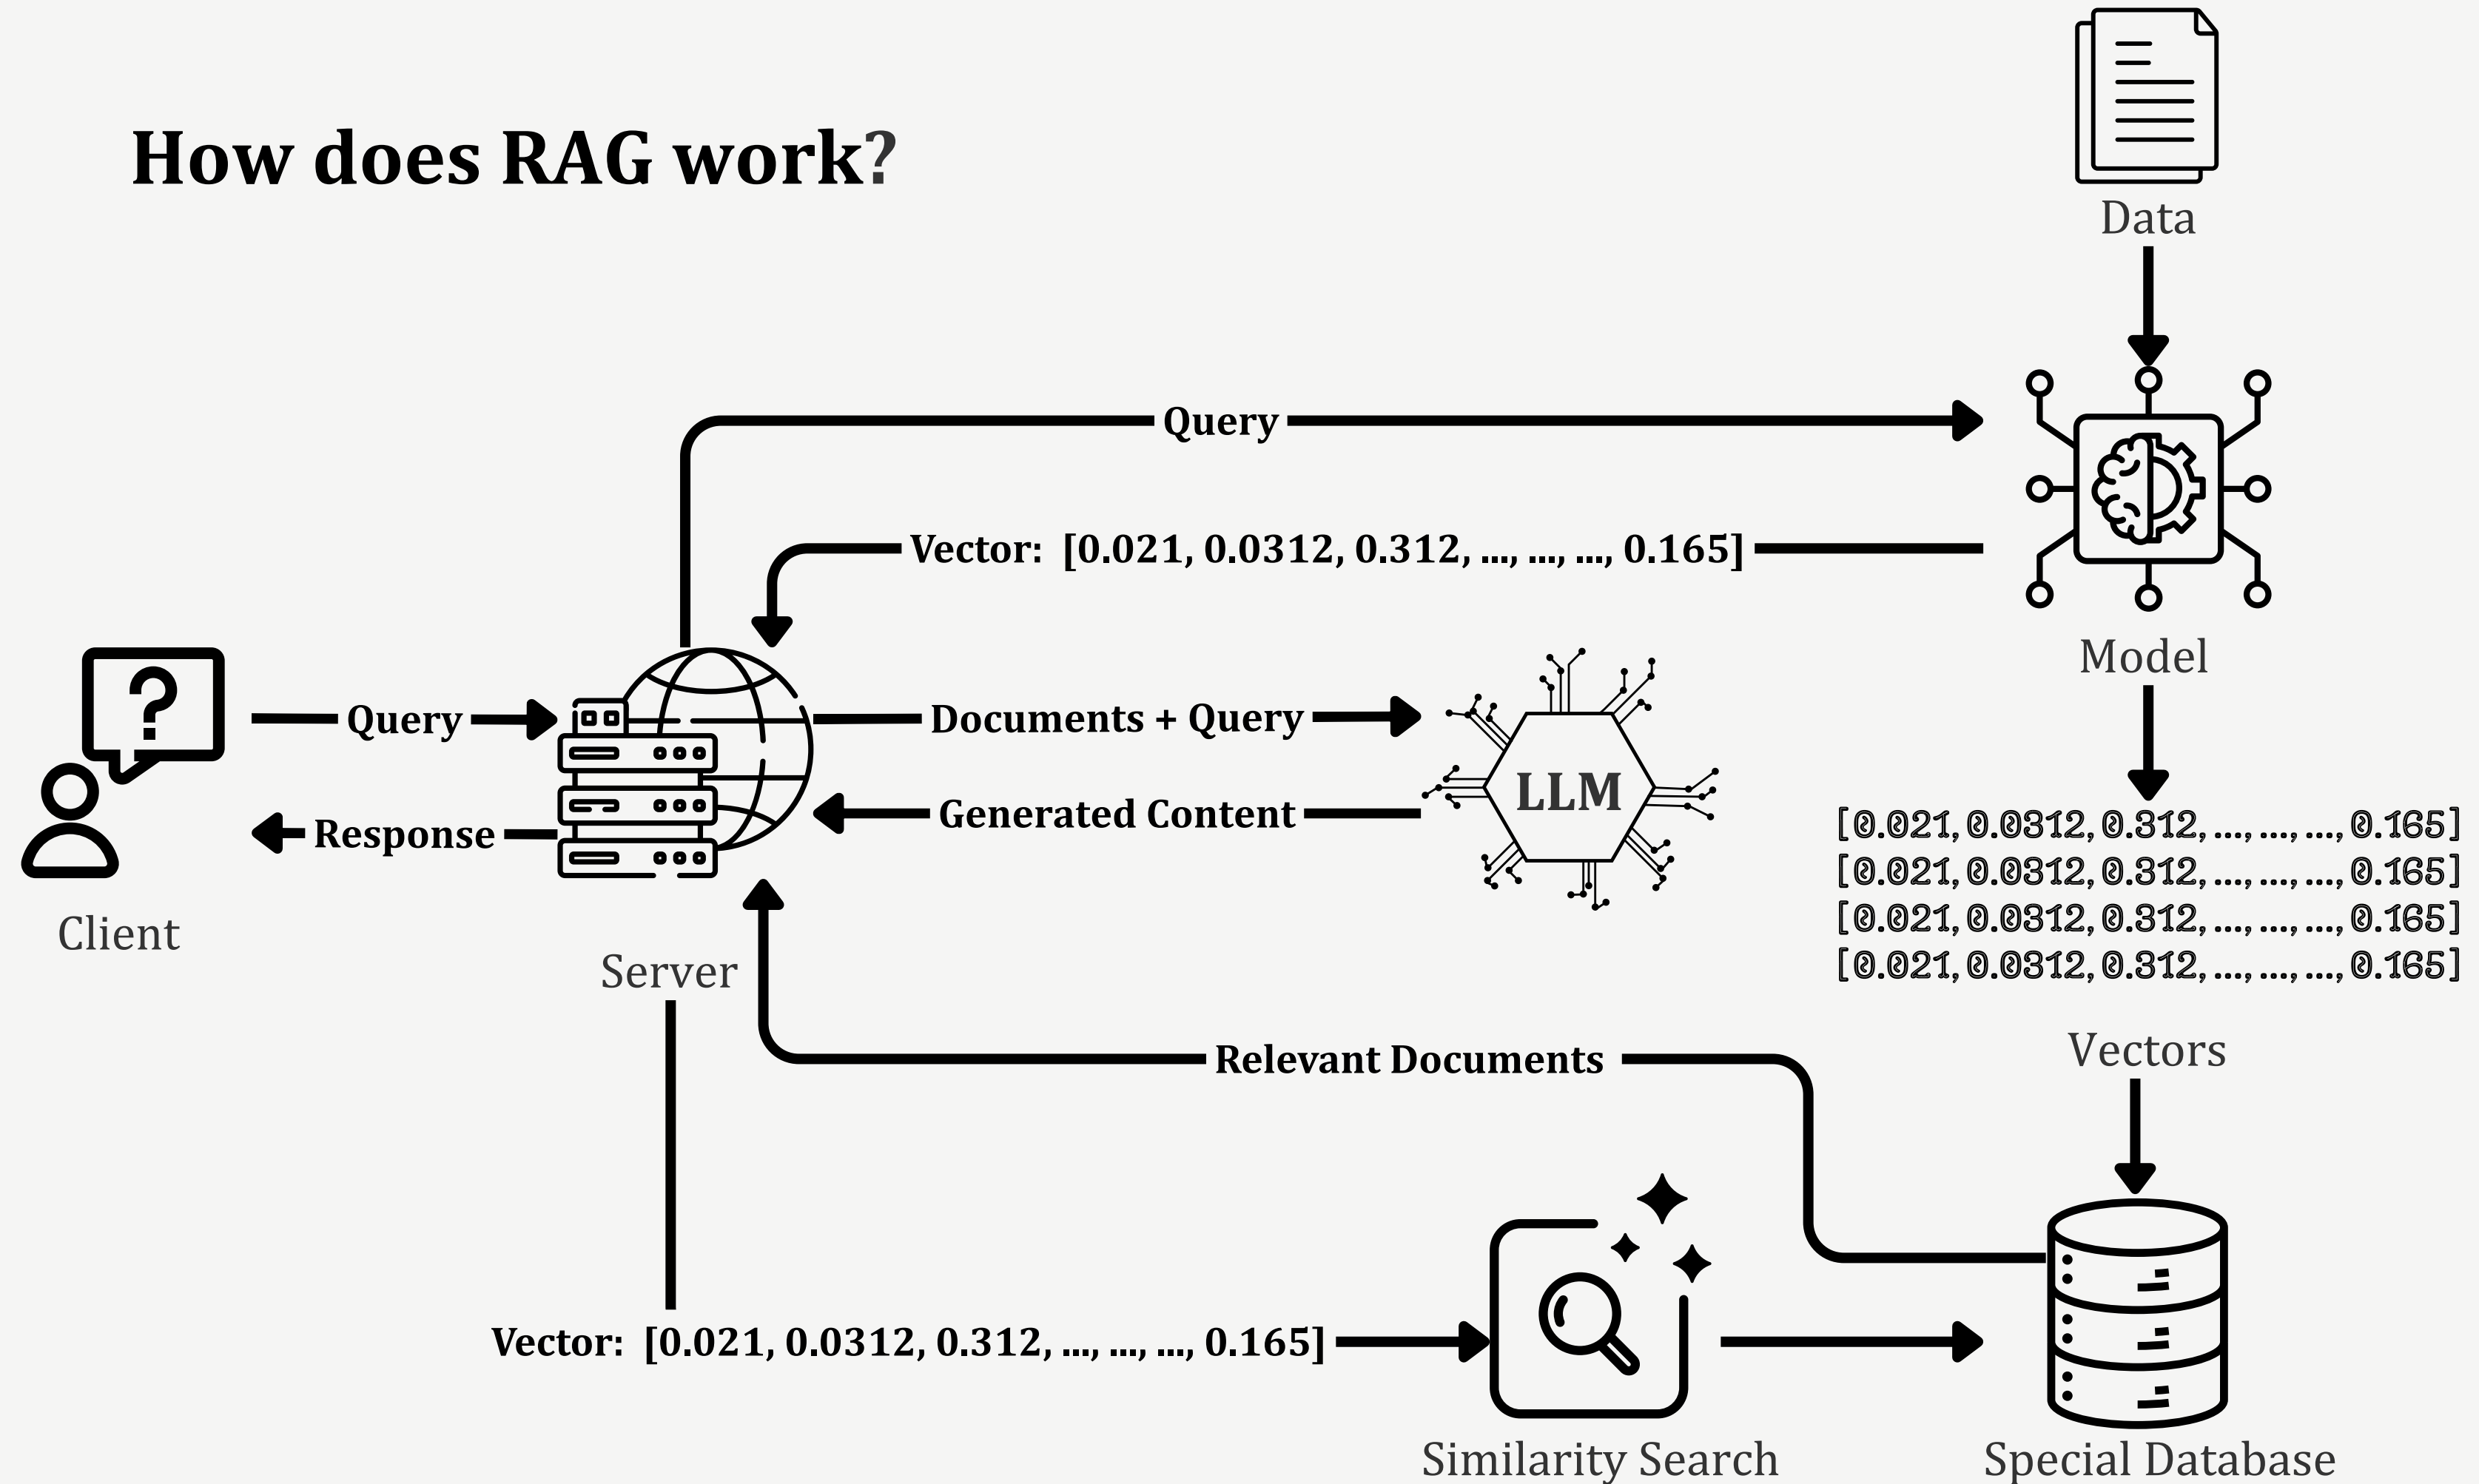 How does RAG work?
Data
Query
Vector: [0.021, 0.0312, 0.312, ..., ..., ..., 0.165]
Model
Query
Documents + Query
LLM
Response
Generated Content
[0.021, 0.0312, 0.312, ..., ..., ..., 0.165]
[0.021, 0.0312, 0.312, ..., ..., ..., 0.165]
[0.021, 0.0312, 0.312, ..., ..., ..., 0.165]
[0.021, 0.0312, 0.312, ..., ..., ..., 0.165]
Client
Server
Relevant Documents
Vectors
Vector: [0.021, 0.0312, 0.312, ..., ..., ..., 0.165]
Similarity Search
Special Database